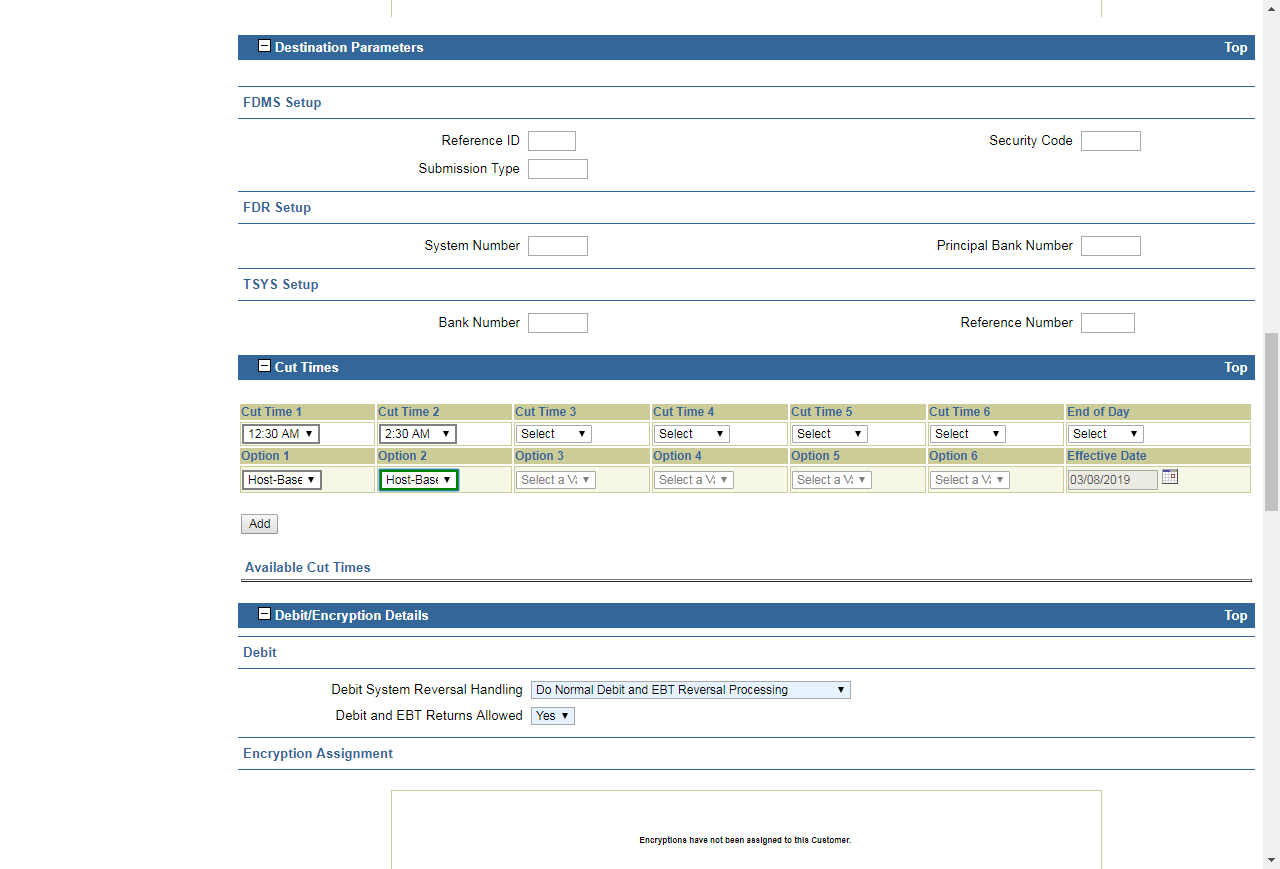 Destination Parameters Top
FDMS Setup
Reference ID Security Code
Submission Type
FDR Setup
System Number Principal Bank Number
TSYS Setup
Bank Number Reference Number
Cut Times Top
Cut Time 1 Cut Time 2 Cut Time 3 Cut Time 4 Cut Time 5 Cut Time 6 End of Day
12:30 AM 2:30 AM Select Select Select Select Select
Option 1 Option 2 Option 3 Option 4 Option 5 Option 6 Effective Date
Host-Base Host-Base Select a Select a Select a Select a 03/08/2019
Add
Available Cut Times
Debit/Encryption Details Top
Debit
Debit System Reversal Handling Do Normal Debit and EBT Reversal Processing
Debit and EBT Returns Allowed Yes
Encryption Assignment
Encryptions have not been assigned to this Customer.